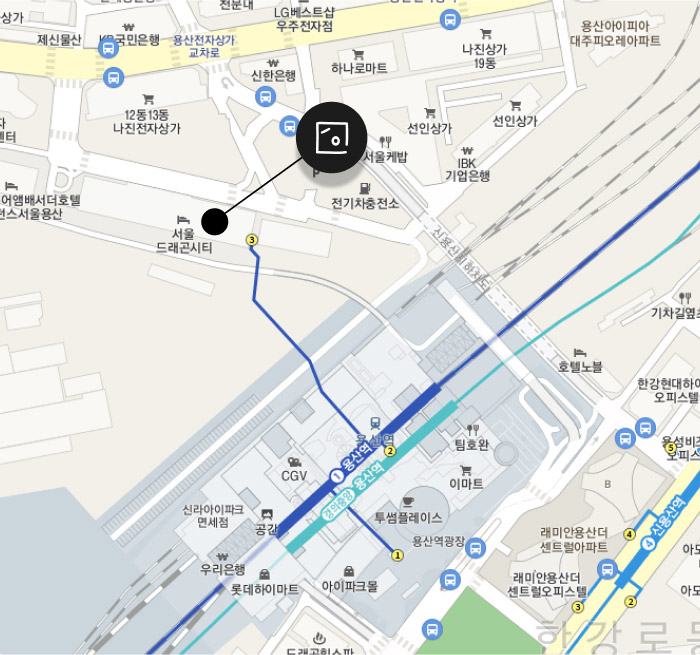 전문대
LG베스트샵
우주전자점
상가
제신물산
KB국민은행
용산전자상가
교차로
용산아이피아
대주피오레아파트
나진상가
19동
하나로마트
신한은행
12동13동
나진전자상가
선인상가
선인상가
자
센터
서울케밥
IBK
기업은행
P
전기차충전소
어앰배서더호텔
번스서울용산
서울
드래곤시티
3
신용산지하차도
기차길옆
호텔노블
한강현대하이
오피스텔
용산역
2
1 용산역
경의중앙 용산역
팀호완
용성비즈
오피스
5
CGV
이마트
B
신라아이파크
면세점
공간
투썸플레이스
용산역광장
1
래미안용산더
센트럴아파트
4
4 신용산역
우리은행
롯데하이마트
아이파크몰
래미안용산더
센트럴오피스텔
3
2
아모
아모
드래곤힐스파
한강로동